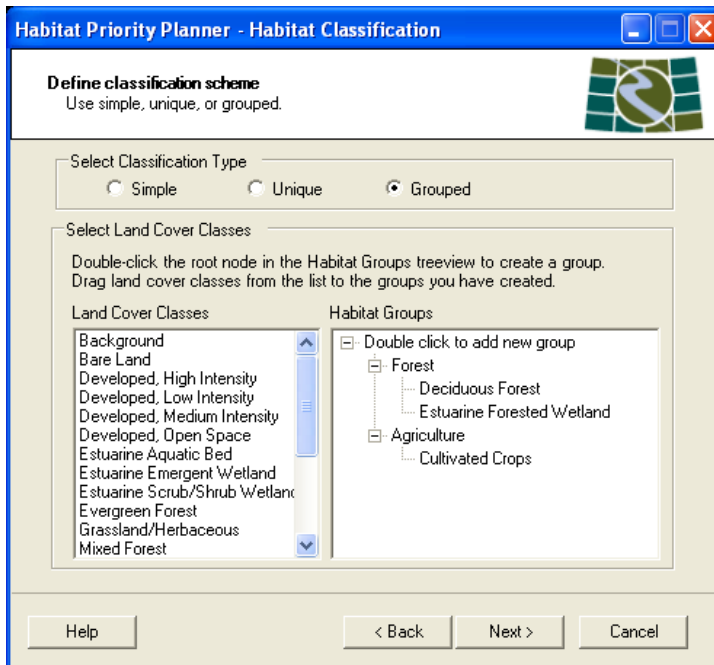 Habitat Priority Planner - Habitat Classification
Define classification scheme
Use simple, unique, or grouped.
Select Classification Type
Simple
Unique
Grouped
Select Land Cover Classes
Double-click the root node in the Habitat Groups treeview to create a group.
Drag land cover classes from the list to the groups you have created.
Land Cover Classes
Background
Bare Land
Developed, High Intensity
Developed, Low Intensity
Developed, Medium Intensity
Developed, Open Space
Estuarine Aquatic Bed
Estuarine Emergent Wetland
Estuarine Scrub/Shrub Wetland
Evergreen Forest
Grassland/Herbaceous
Mixed Forest
Habitat Groups
Double click to add new group
Forest
Deciduous Forest
Estuarine Forested Wetland
Agriculture
Cultivated Crops
Help
< Back
Next >
Cancel